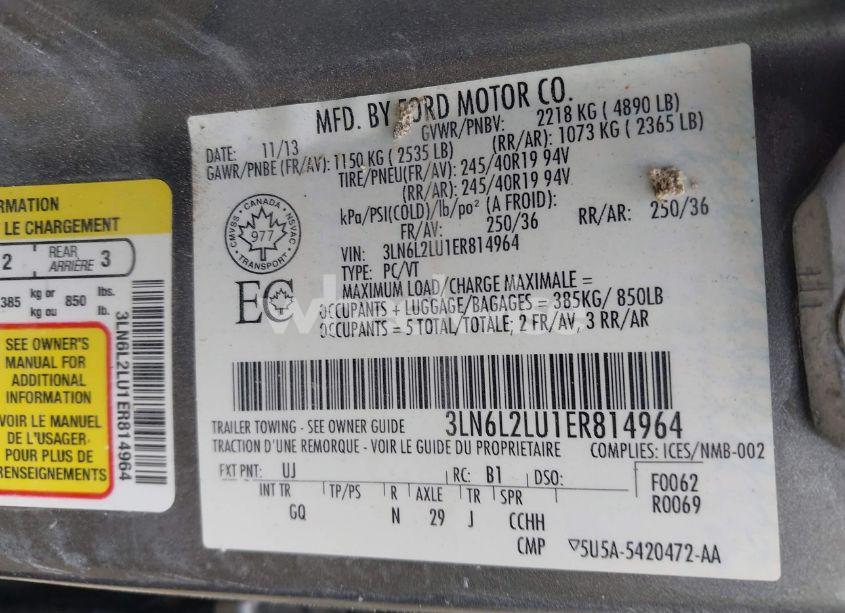 RMATION
LE CHARGEMENT
2 REAR ARRIÈRE 3
385 kg or kg ou 850 lbs. lb.
SEE OWNER'S
MANUAL FOR
ADDITIONAL
INFORMATION
VOIR LE MANUEL
DE L'USAGER
POUR PLUS DE
RENSEIGNEMENTS
3LN6L2LU1ER814964
MFD. BY FORD MOTOR CO.
DATE: 11/13 GVWR/PNBV: 2218 KG ( 4890 LB)
GAWR/PNBE (FR/AV): 1150 KG ( 2535 LB) (RR/AR): 1073 KG ( 2365 LB)
TIRE/PNEU(FR/AV): 245/40R19 94V
(RR/AR): 245/40R19 94V
kPa/PSI(COLD)/lb/po² (A FROID):
FR/AV: 250/36 RR/AR: 250/36
CANADA
CMVSS 977 NSVAC
TRANSPORT
VIN: 3LN6L2LU1ER814964
TYPE: PC/VT
EC
MAXIMUM LOAD/CHARGE MAXIMALE =
OCCUPANTS + LUGGAGE/BAGAGES = 385KG/ 850LB
OCCUPANTS = 5 TOTAL/TOTALE; 2 FR/AV, 3 RR/AR
TRAILER TOWING - SEE OWNER GUIDE 3LN6L2LU1ER814964
TRACTION D'UNE REMORQUE - VOIR LE GUIDE DU PROPRIETAIRE COMPLIES: ICES/NMB-002
EXT PNT: UJ RC: B1 DSO: F0062
INT TR TP/PS R AXLE TR SPR R0069
GQ N 29 J CCHH
CMP ▽5U5A-5420472-AA